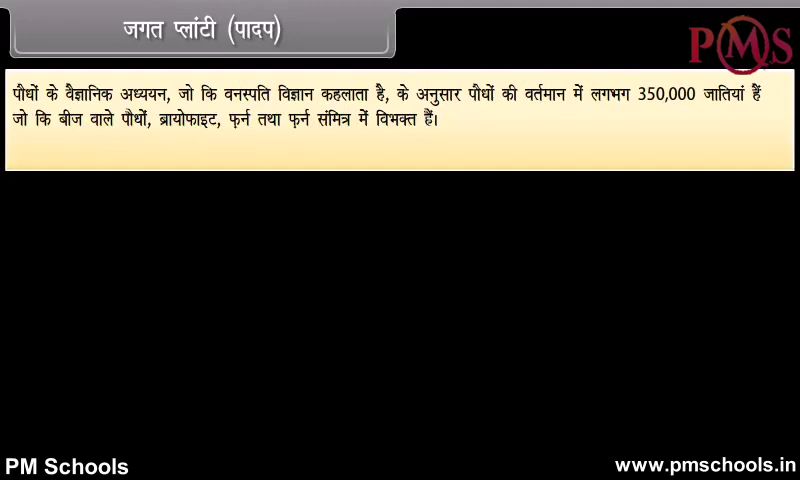 जगत प्लांटी (पादप)
PMS
पौधों के वैज्ञानिक अध्ययन, जो कि वनस्पति विज्ञान कहलाता है, के अनुसार पौधों की वर्तमान में लगभग 350,000 जातियां हैं
जो कि बीज वाले पौधों, ब्रायोफाइट, फ़र्न तथा फ़र्न संमित्र में विभक्त हैं।
PM Schools
www.pmschools.in